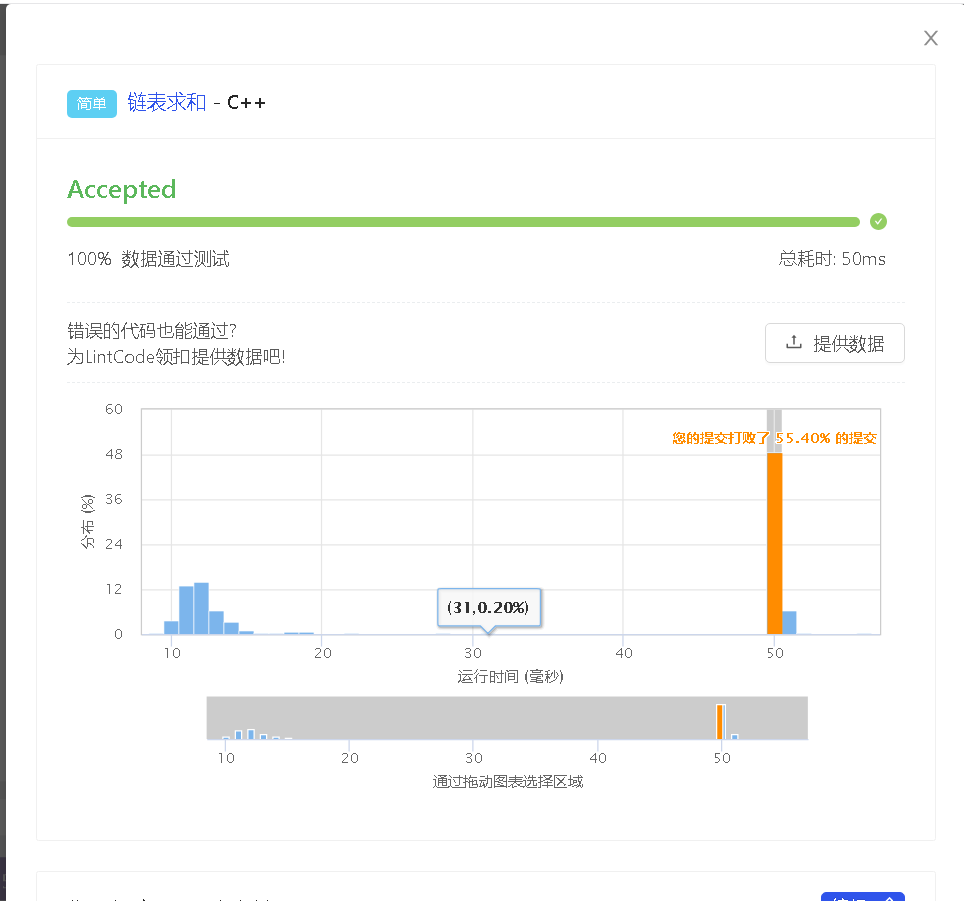 简单 链表求和 - C++
Accepted
100% 数据通过测试
总耗时: 50ms
错误的代码也能通过?
为LintCode领扣提供数据吧!
提供数据
您的提交打败了 55.40% 的提交
60
48
36
24
12
0
分布 (%)
(31,0.20%)
10 20 30 40 50
运行时间 (毫秒)
10 20 30 40 50
通过拖动图表选择区域